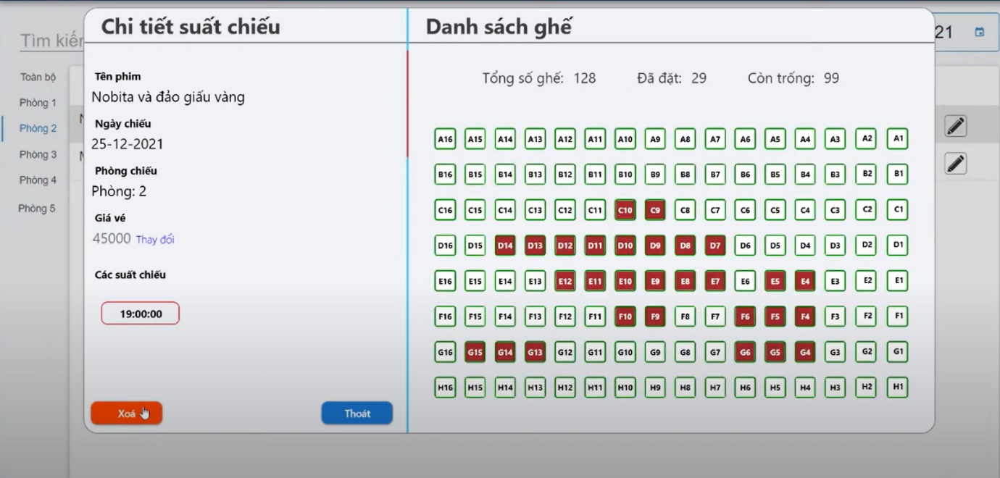 Chi tiết suất chiếu
Danh sách ghế
21
Tìm kiếm
Toàn bộ
Phòng 1
Phòng 2
Phòng 3
Phòng 4
Phòng 5
Tên phim
Nobita và đảo giấu vàng
Ngày chiếu
25-12-2021
Phòng chiếu
Phòng: 2
Giá vé
45000 Thay đổi
Các suất chiếu
19:00:00
Xoá
Thoát
Tổng số ghế: 128 Đã đặt: 29 Còn trống: 99
A16 A15 A14 A13 A12 A11 A10 A9 A8 A7 A6 A5 A4 A3 A2 A1
B16 B15 B14 B13 B12 B11 B10 B9 B8 B7 B6 B5 B4 B3 B2 B1
C16 C15 C14 C13 C12 C11 C10 C9 C8 C7 C6 C5 C4 C3 C2 C1
D16 D15 D14 D13 D12 D11 D10 D9 D8 D7 D6 D5 D4 D3 D2 D1
E16 E15 E14 E13 E12 E11 E10 E9 E8 E7 E6 E5 E4 E3 E2 E1
F16 F15 F14 F13 F12 F11 F10 F9 F8 F7 F6 F5 F4 F3 F2 F1
G16 G15 G14 G13 G12 G11 G10 G9 G8 G7 G6 G5 G4 G3 G2 G1
H16 H15 H14 H13 H12 H11 H10 H9 H8 H7 H6 H5 H4 H3 H2 H1